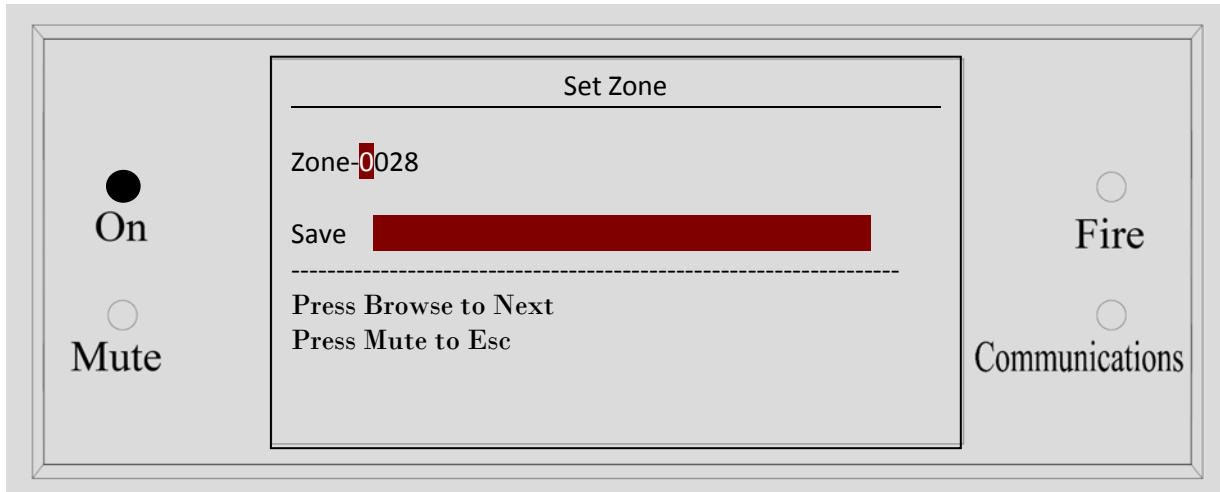 Set Zone
Zone-0028
On
Save
Fire
---------------------------------------------------------------------
Press Browse to Next
Press Mute to Esc
Mute
Communications